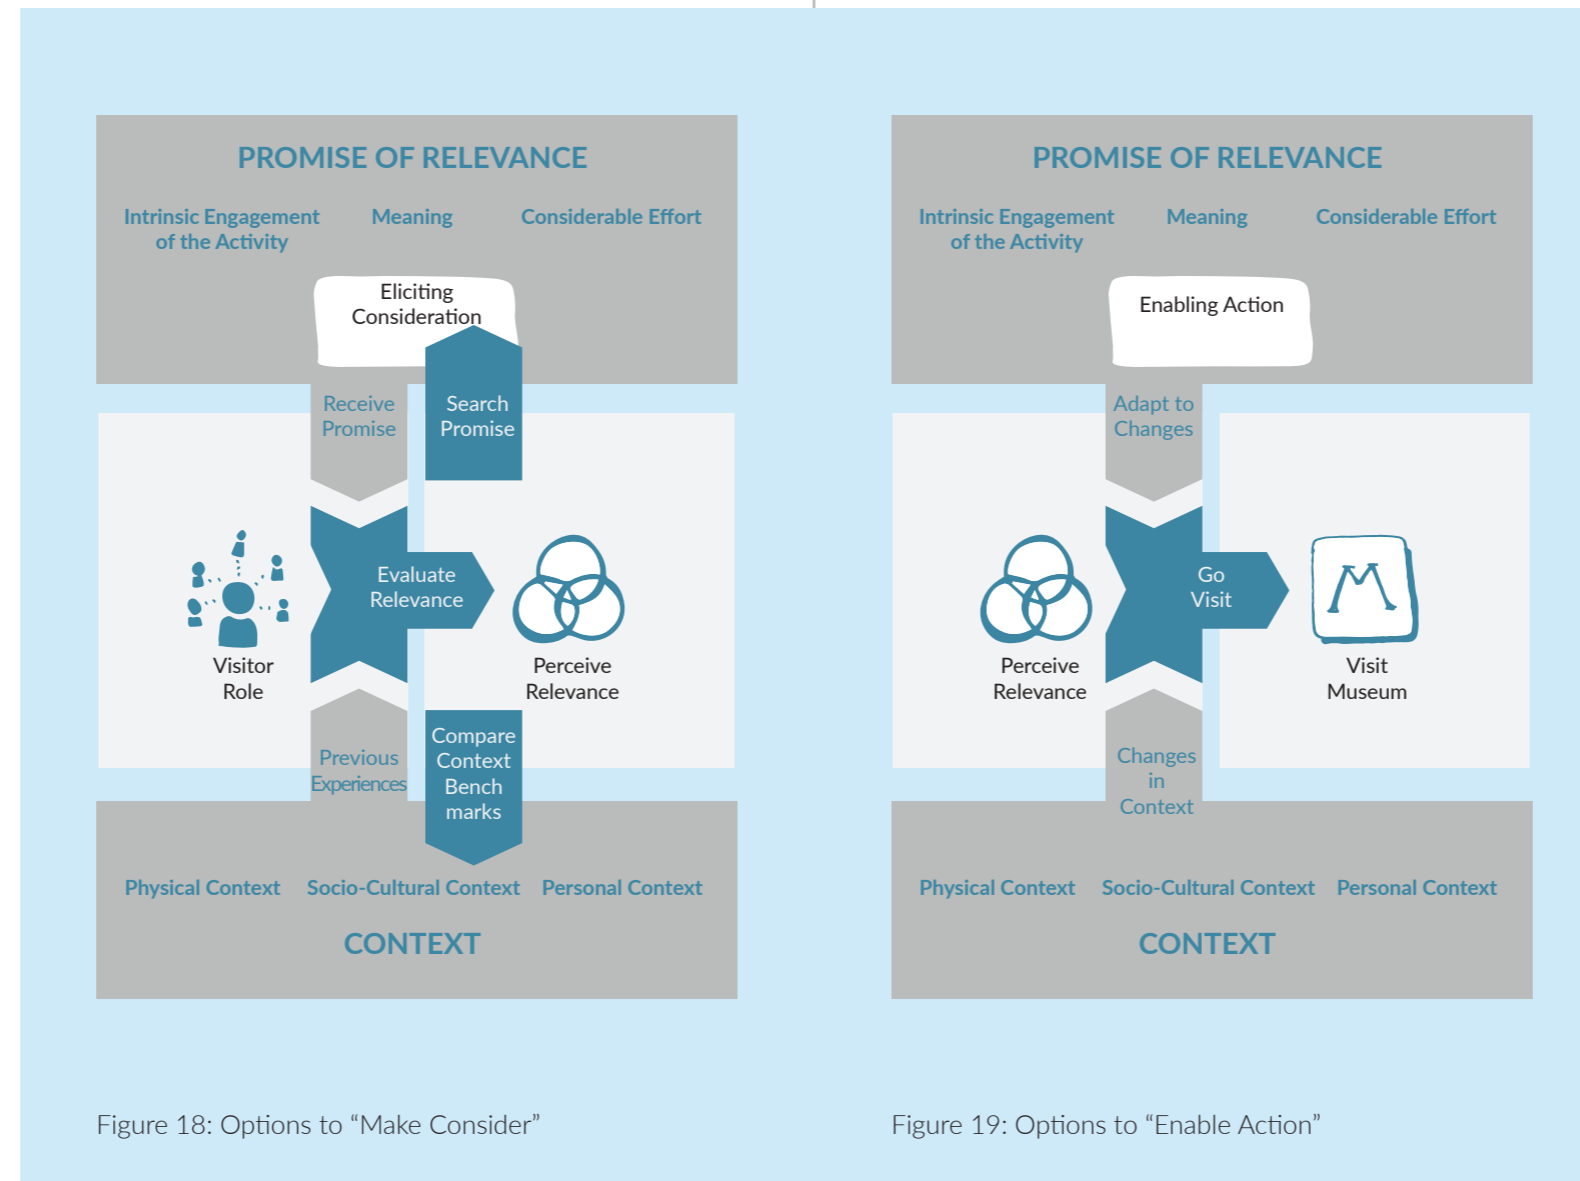 PROMISE OF RELEVANCE
Intrinsic Engagement
of the Activity
Meaning
Considerable Effort
Eliciting
Consideration
Receive
Promise
Search
Promise
Evaluate
Relevance
Visitor
Role
Perceive
Relevance
Previous
Experiences
Compare
Context
Bench
marks
Physical Context
Socio-Cultural Context
Personal Context
CONTEXT
Figure 18: Options to “Make Consider”
PROMISE OF RELEVANCE
Intrinsic Engagement
of the Activity
Meaning
Considerable Effort
Enabling Action
Adapt to
Changes
Go
Visit
M
Perceive
Relevance
Visit
Museum
Changes
in
Context
Physical Context
Socio-Cultural Context
Personal Context
CONTEXT
Figure 19: Options to “Enable Action”